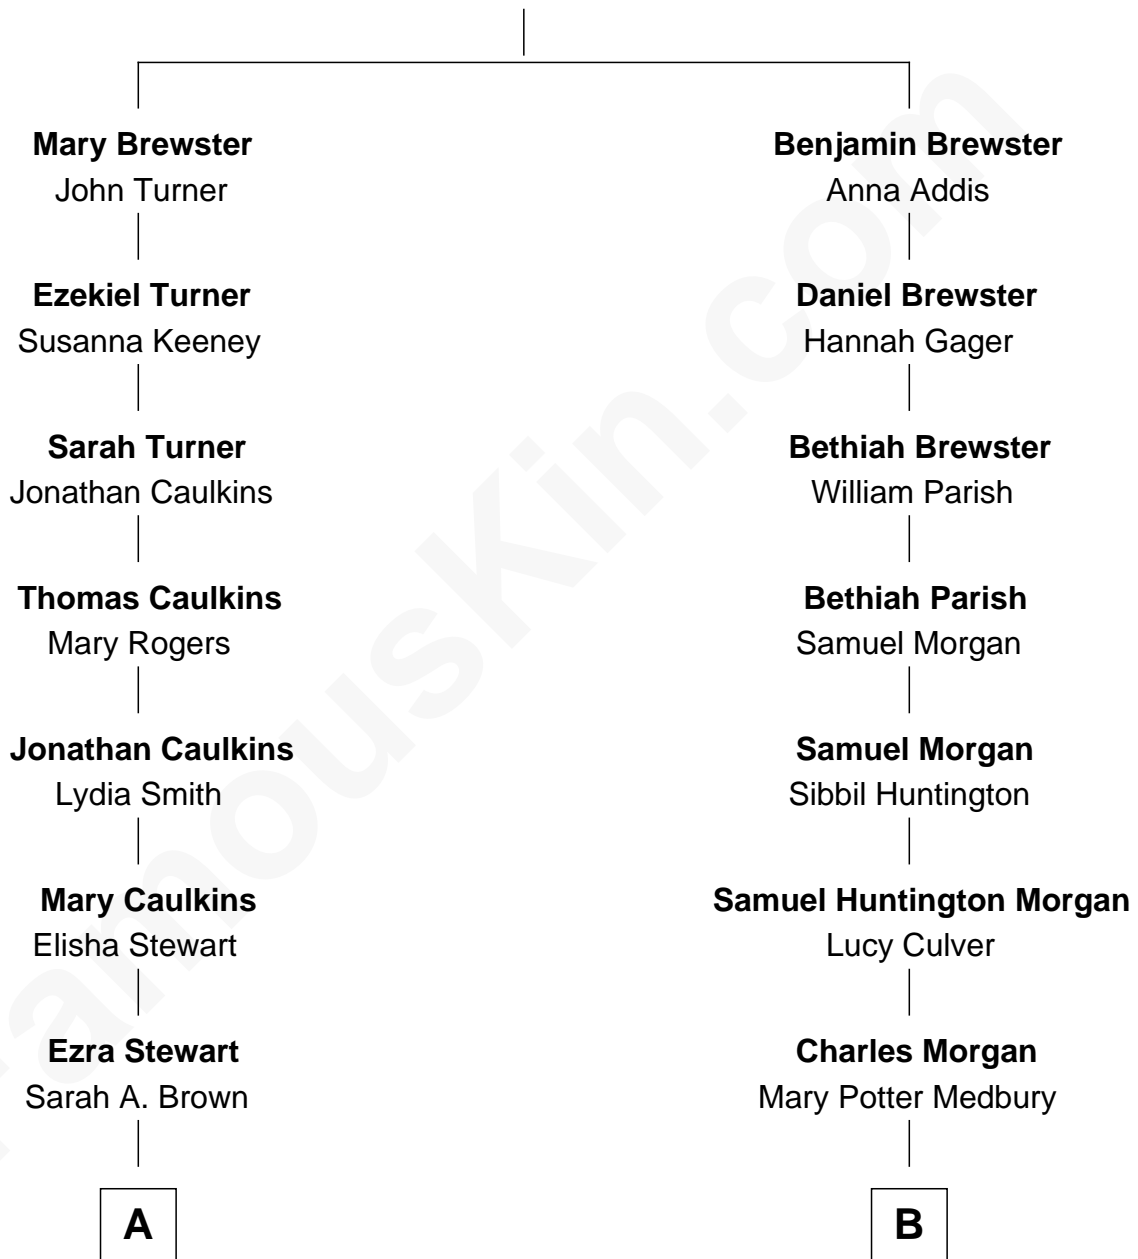 Mary Brewster
John Turner
Ezekiel Turner
Susanna Keeney
Sarah Turner
Jonathan Caulkins
Thomas Caulkins
Mary Rogers
Jonathan Caulkins
Lydia Smith
Mary Caulkins
Elisha Stewart
Ezra Stewart
Sarah A. Brown
A
Benjamin Brewster
Anna Addis
Daniel Brewster
Hannah Gager
Bethiah Brewster
William Parish
Bethiah Parish
Samuel Morgan
Samuel Morgan
Sibbil Huntington
Samuel Huntington Morgan
Lucy Culver
Charles Morgan
Mary Potter Medbury
B
FamousKin.com